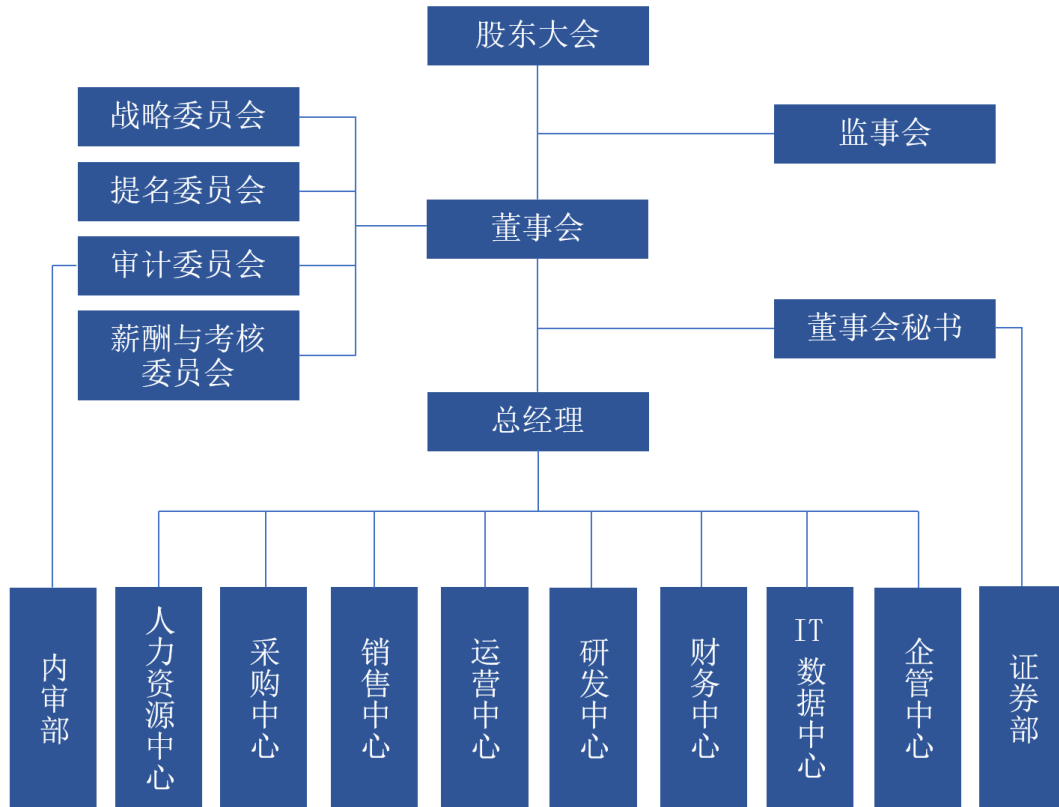 股东大会
战略委员会
监事会
提名委员会
董事会
审计委员会
董事会秘书
薪酬与考核
委员会
总经理
内审部
人力资源中心
采购中心
销售中心
运营中心
研发中心
财务中心
IT数据中心
企管中心
证券部